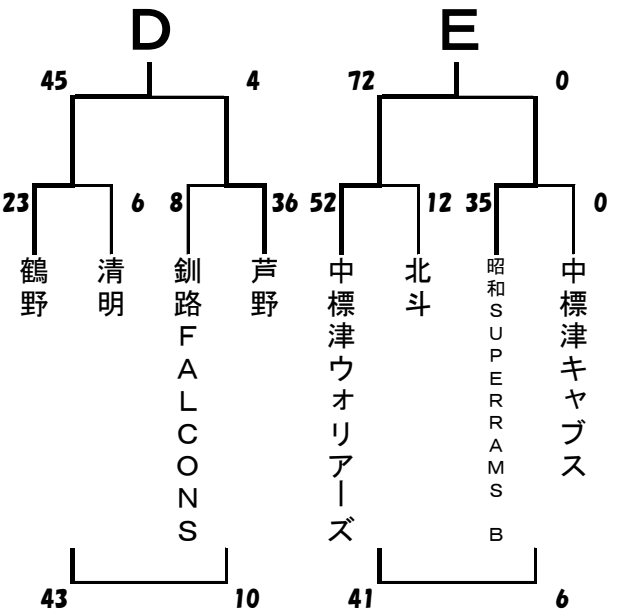 D E
45 4 72 0
23 6 8 36 52 12 35 0
鶴野
清明
釧路FALCONS
芦野
中標津ウォリアーズ
北斗
昭和SUPERRAMS B
中標津キャブス
43 10 41 6